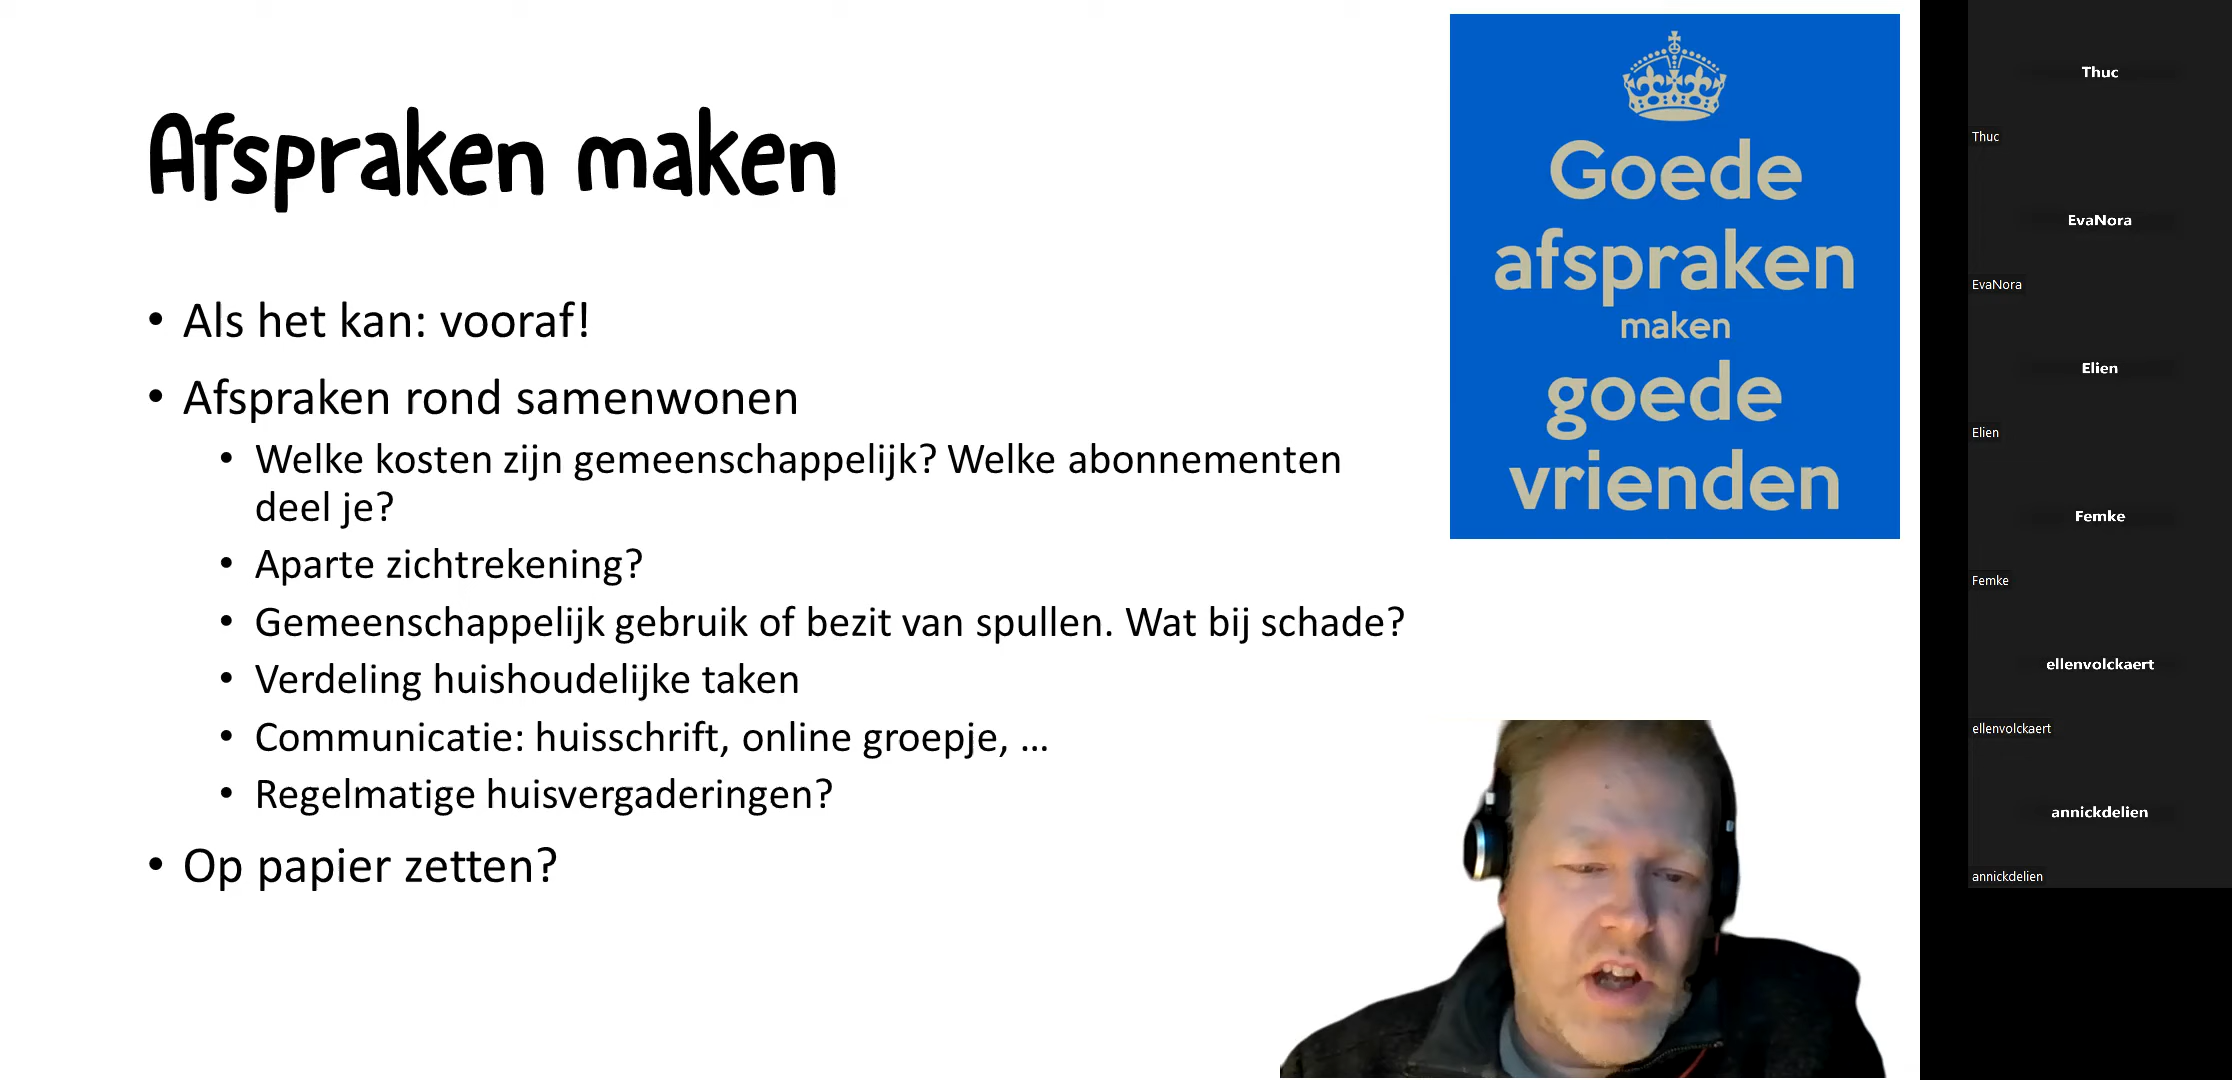 Afspraken maken
• Als het kan: vooraf!
• Afspraken rond samenwonen
• Welke kosten zijn gemeenschappelijk? Welke abonnementen
deel je?
• Aparte zichtrekening?
• Gemeenschappelijk gebruik of bezit van spullen. Wat bij schade?
• Verdeling huishoudelijke taken
• Communicatie: huisschrift, online groepje, ...
• Regelmatige huisvergaderingen?
• Op papier zetten?
Goede
afspraken
maken
goede
vrienden
Thuc
Thuc
EvaNora
EvaNora
Elien
Elien
Femke
Femke
ellenvolckaert
ellenvolckaert
annickdelien
annickdelien